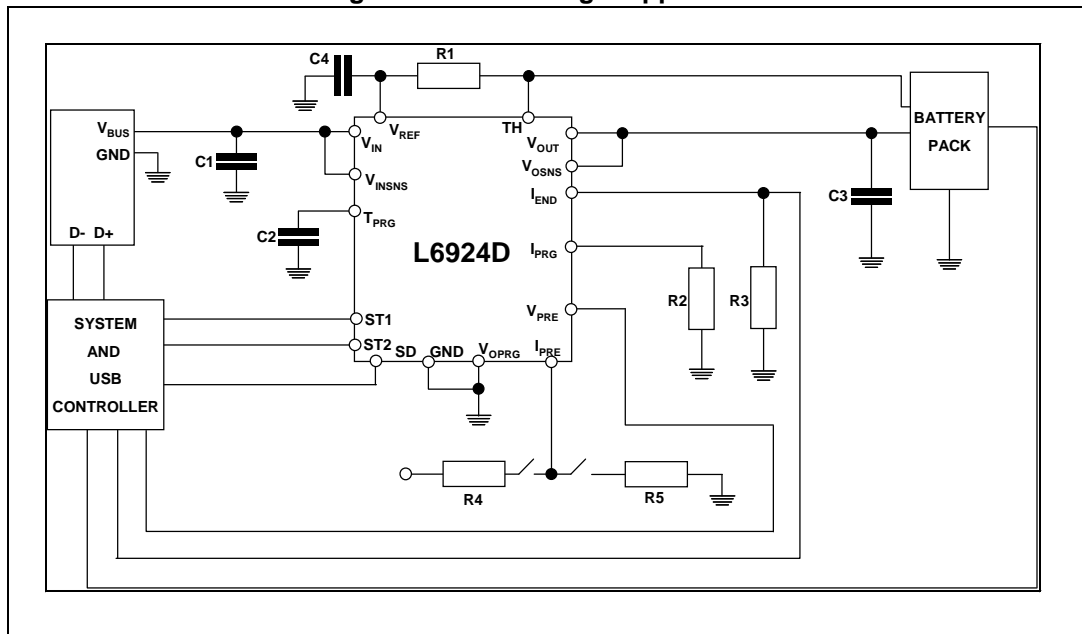 C4
R1
V_REF
TH
V_BUS
GND
C1
V_IN
V_INSNS
T_PRG
C2
L6924D
V_OUT
V_OSNS
I_END
I_PRG
V_PRE
C3
BATTERY
PACK
R2
R3
D- D+
SYSTEM
AND
USB
CONTROLLER
ST1
ST2
SD
GND
V_OPRG
I_PRE
R4
R5